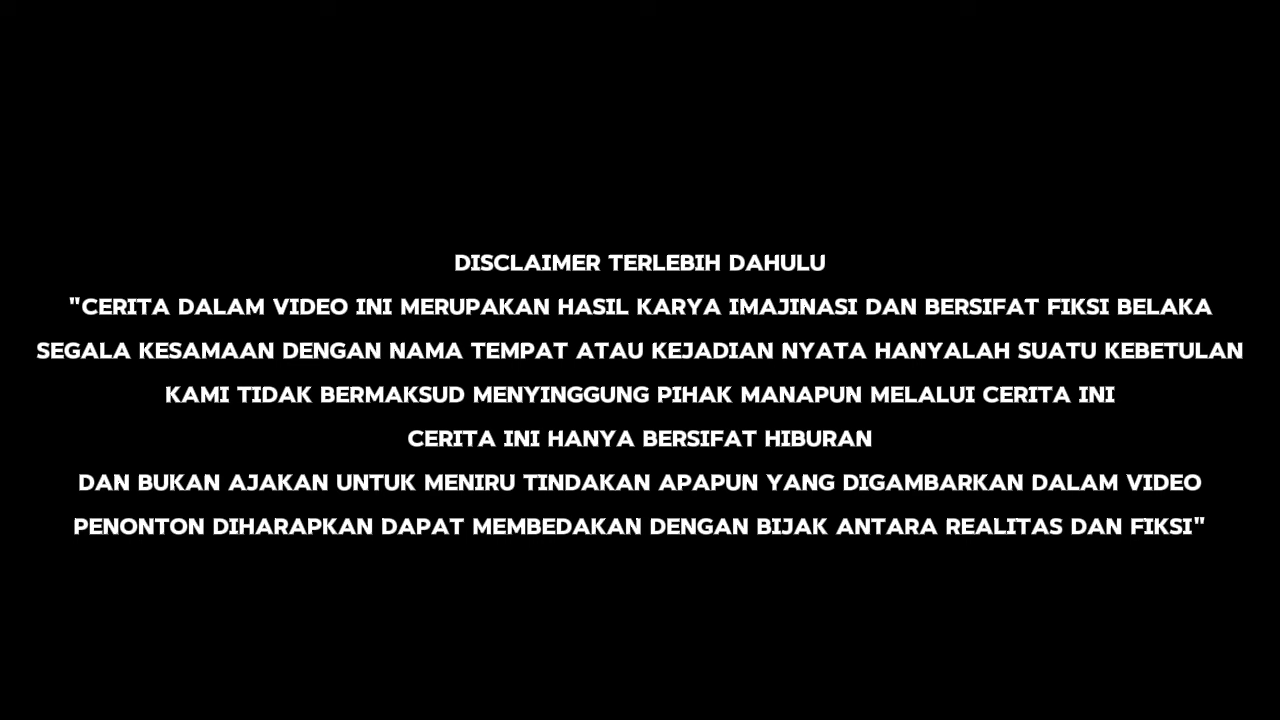 DISCLAIMER TERLEBIH DAHULU
"CERITA DALAM VIDEO INI MERUPAKAN HASIL KARYA IMAJINASI DAN BERSIFAT FIKSI BELAKA
SEGALA KESAMAAN DENGAN NAMA TEMPAT ATAU KEJADIAN NYATA HANYALAH SUATU KEBETULAN
KAMI TIDAK BERMAKSUD MENYINGGUNG PIHAK MANAPUN MELALUI CERITA INI
CERITA INI HANYA BERSIFAT HIBURAN
DAN BUKAN AJAKAN UNTUK MENIRU TINDAKAN APAPUN YANG DIGAMBARKAN DALAM VIDEO
PENONTON DIHARAPKAN DAPAT MEMBEDAKAN DENGAN BIJAK ANTARA REALITAS DAN FIKSI"